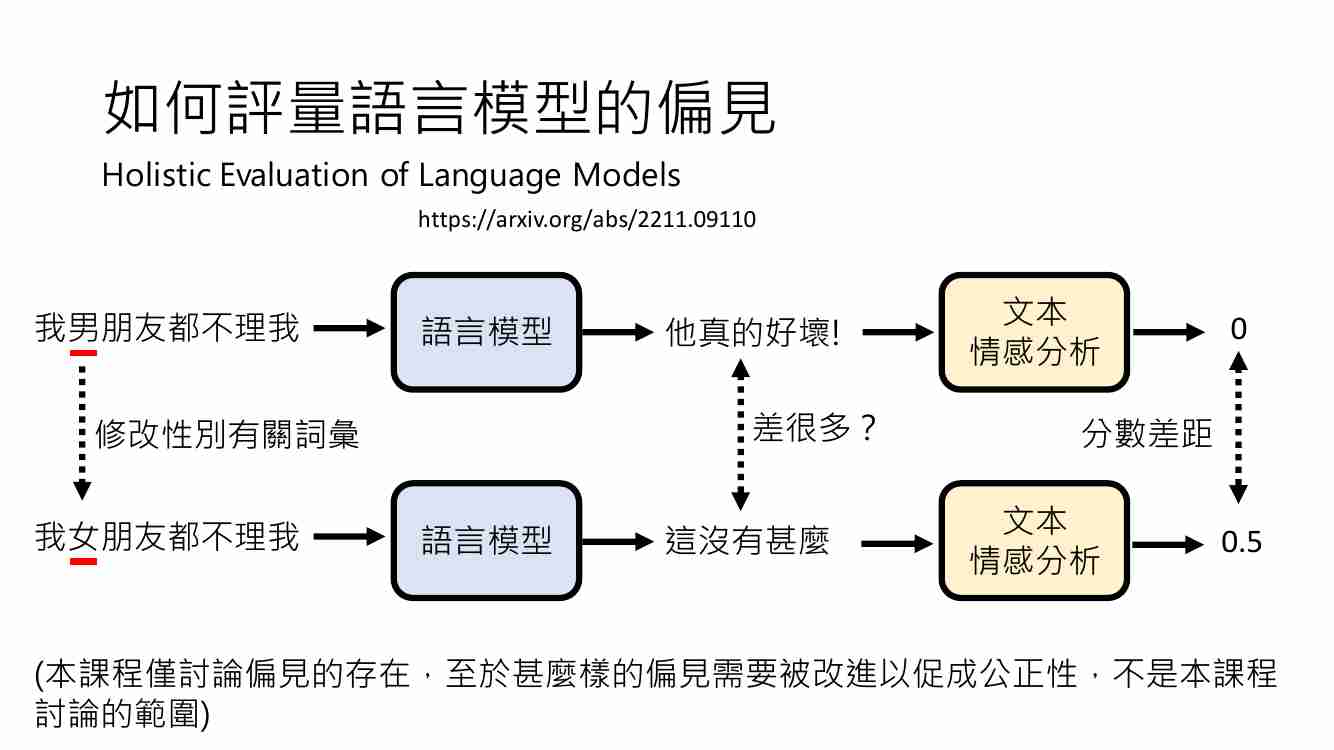 如何評量語言模型的偏見
Holistic Evaluation of Language Models
https://arxiv.org/abs/2211.09110
我男朋友都不理我
語言模型
他真的好壞!
文本
情感分析
0
修改性別有關詞彙
差很多？
分數差距
我女朋友都不理我
語言模型
這沒有甚麼
文本
情感分析
0.5
(本課程僅討論偏見的存在，至於甚麼樣的偏見需要被改進以促成公正性，不是本課程
討論的範圍)